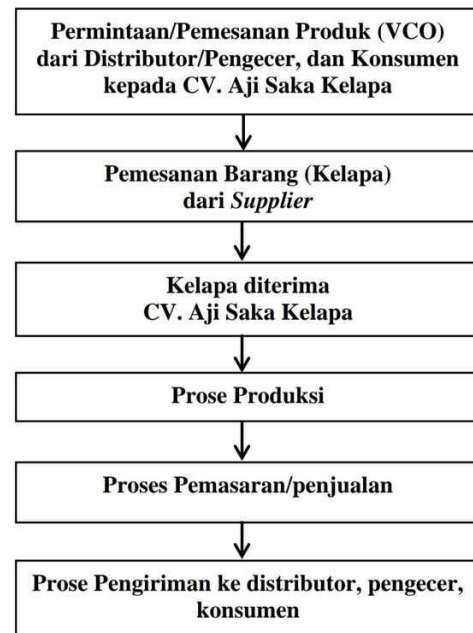 Permintaan/Pemesanan Produk (VCO)
dari Distributor/Pengecer, dan Konsumen
kepada CV. Aji Saka Kelapa
Pemesanan Barang (Kelapa)
dari Supplier
Kelapa diterima
CV. Aji Saka Kelapa
Prose Produksi
Proses Pemasaran/penjualan
Prose Pengiriman ke distributor, pengecer,
konsumen